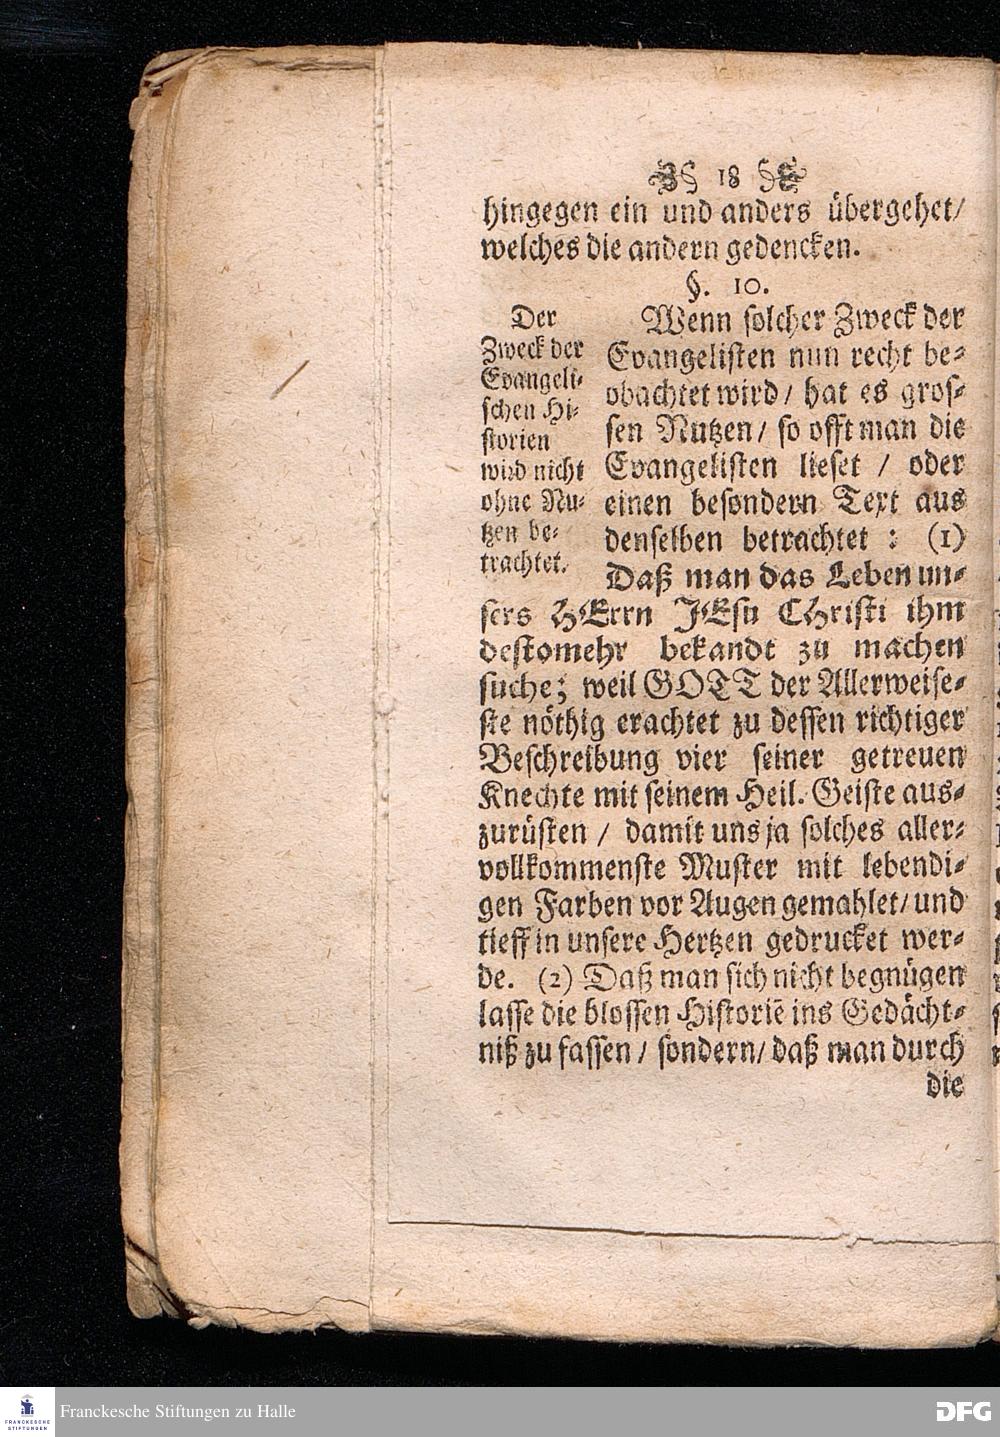 § 18 §
hingegen ein und anders übergehet/
welches die andern gedencken.
§. 10.
Der
Zweck der
Evangeli-
schen Hi-
storien
wird nicht
ohne Nu-
tzen be-
trachtet.
Wenn solcher Zweck der
Evangelisten nun recht be-
obachtet wird/ hat es gros-
sen Nutzen/ so offt man die
Evangelisten lieset / oder
einen besondern Text aus
denselben betrachtet : (1)
Daß man das Leben un-
sers HErrn JEsu CHristi ihm
destomehr bekandt zu machen
suche; weil GOTT der Allerweise-
ste nöthig erachtet zu dessen richtiger
Beschreibung vier seiner getreuen
Knechte mit seinem Heil. Geiste aus-
zurüsten / damit uns ja solches aller-
vollkommenste Muster mit lebendi-
gen Farben vor Augen gemahlet/ und
tieff in unsere Hertzen gedrucket wer-
de. (2) Daß man sich nicht begnügen
lasse die blossen Historiē ins Gedächt-
niß zu fassen / sondern/ daß man durch
die
FRANCKESCHE
STIFTUNGEN
Franckesche Stiftungen zu Halle
DFG